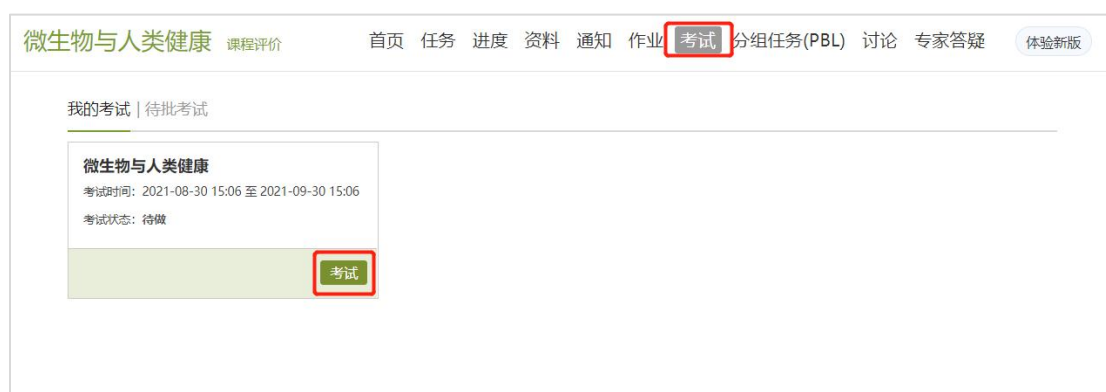 微生物与人类健康 课程评价 首页 任务 进度 资料 通知 作业 考试 分组任务(PBL) 讨论 专家答疑 体验新版
我的考试 | 待批考试
微生物与人类健康
考试时间：2021-08-30 15:06 至 2021-09-30 15:06
考试状态：待做
考试